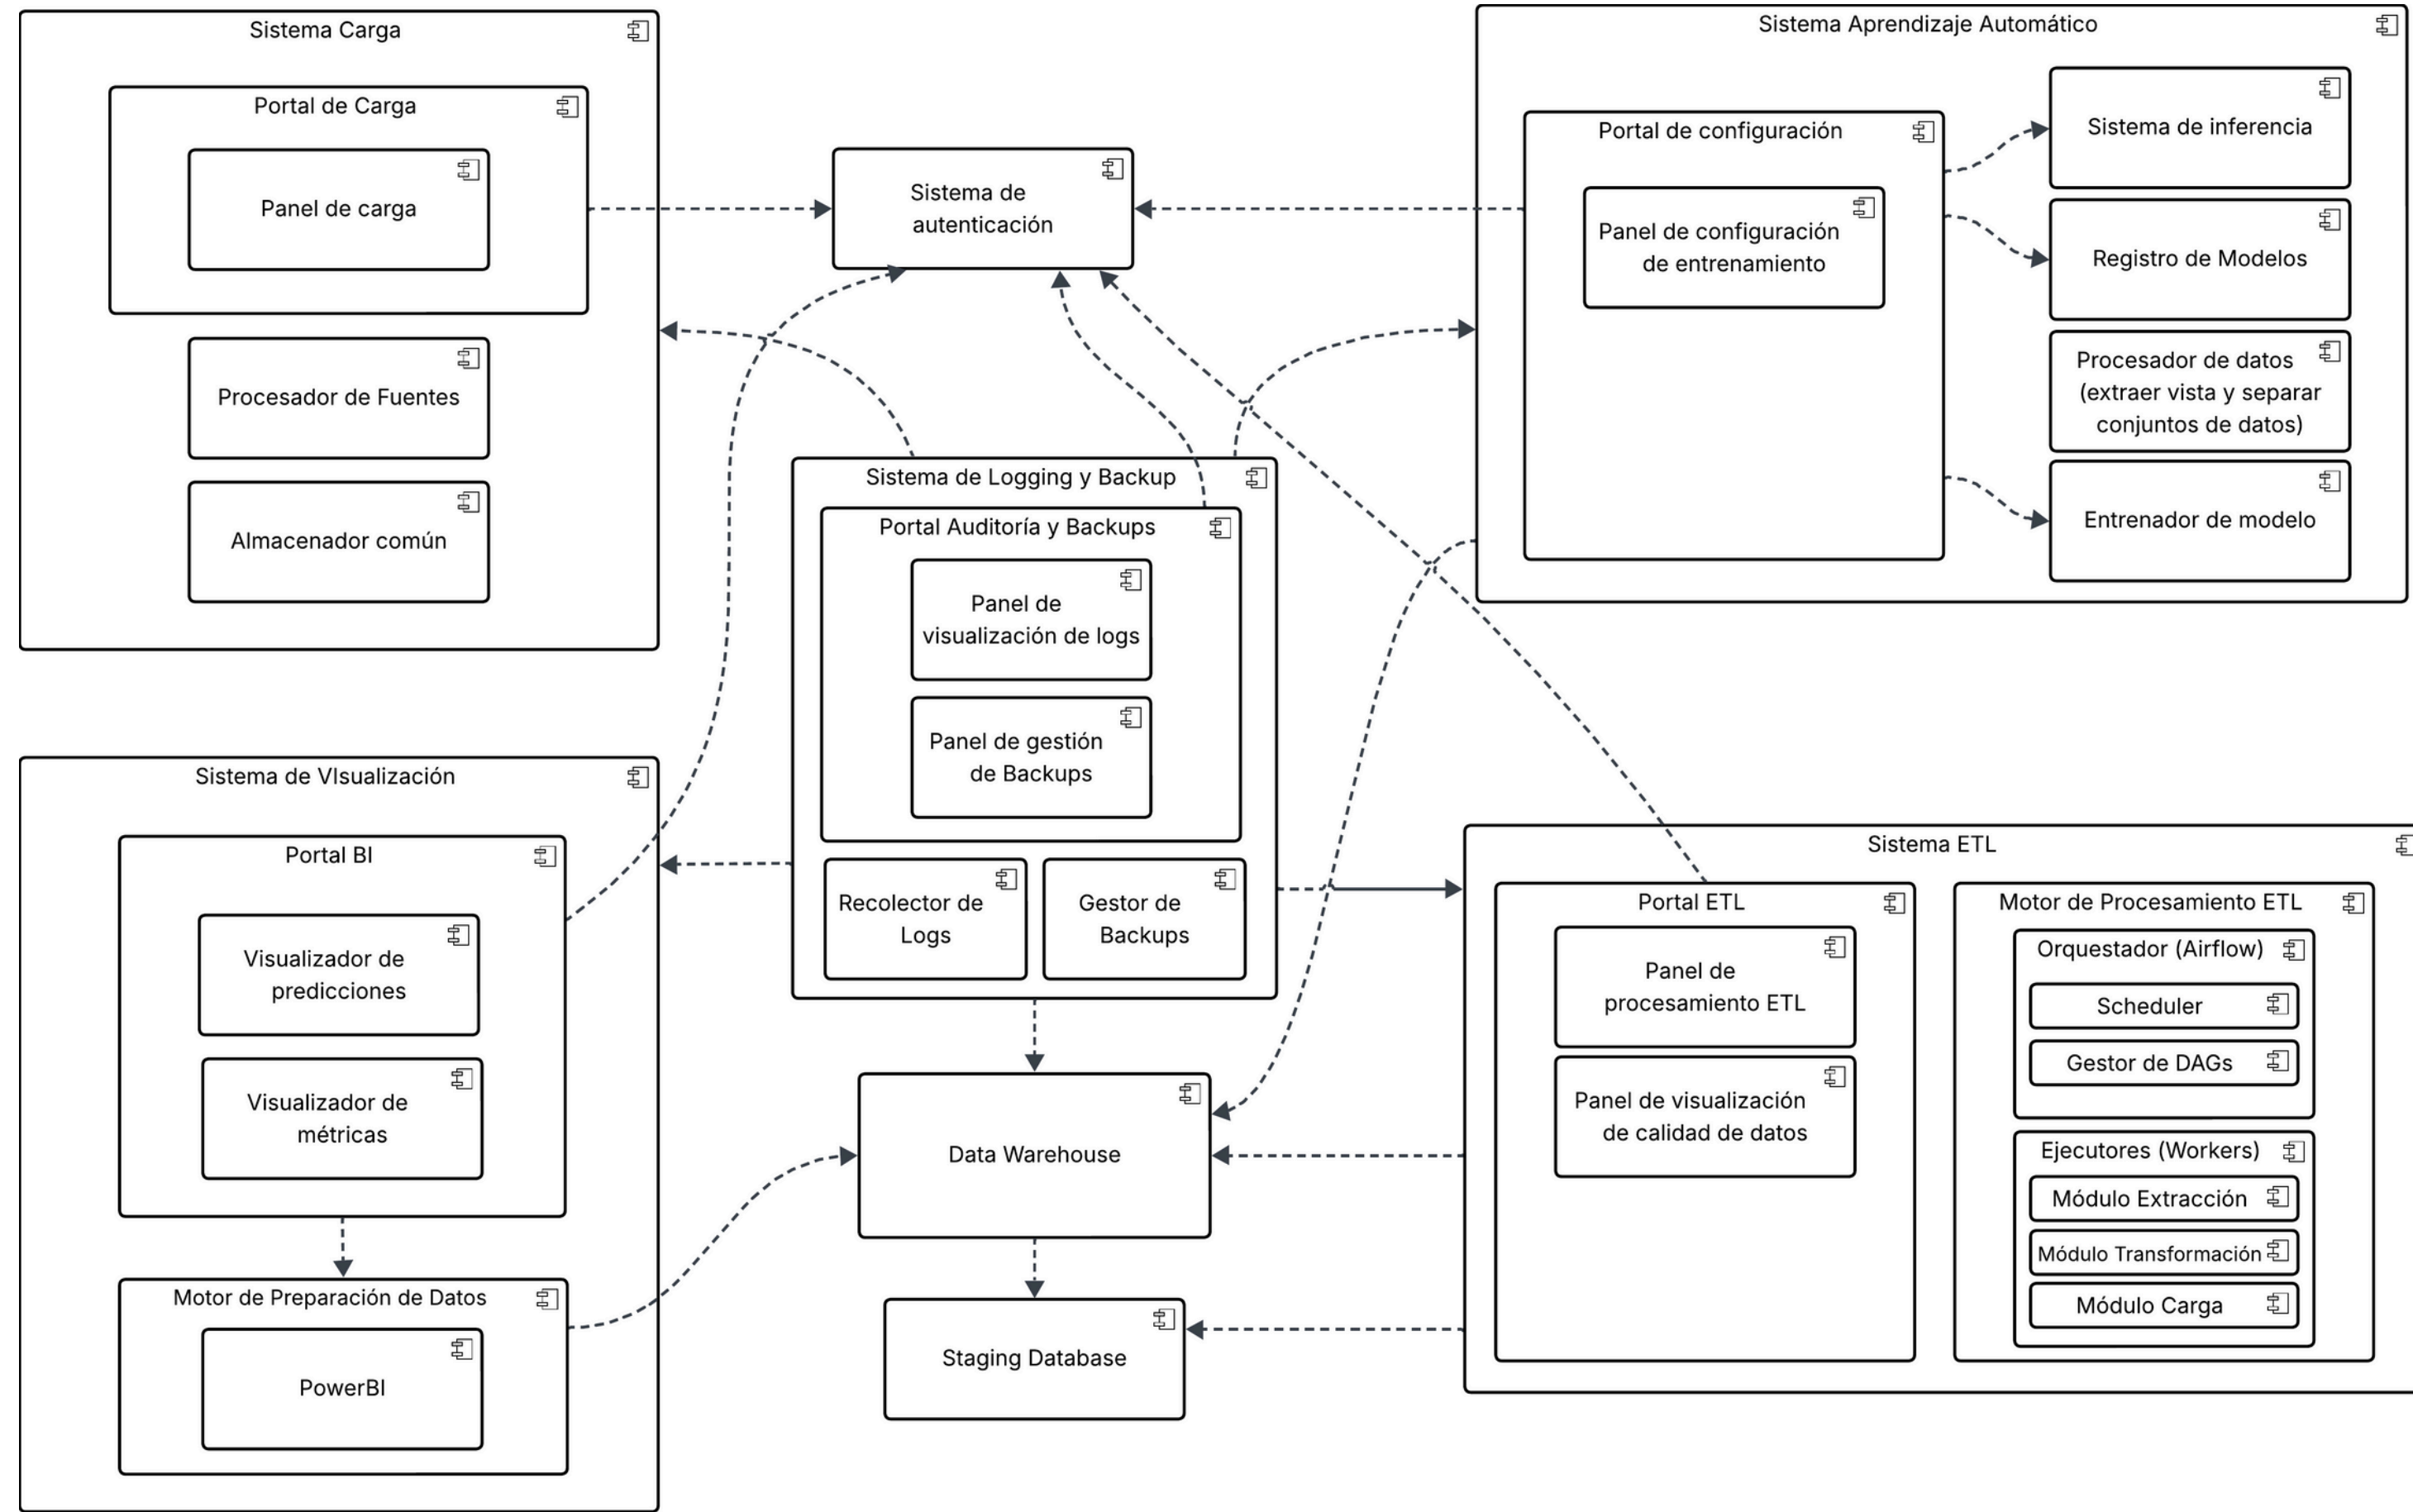 Sistema Carga
Portal de Carga
Panel de carga
Procesador de Fuentes
Almacenador común
Sistema de
autenticación
Sistema Aprendizaje Automático
Portal de configuración
Panel de configuración
de entrenamiento
Sistema de inferencia
Registro de Modelos
Procesador de datos
(extraer vista y separar
conjuntos de datos)
Entrenador de modelo
Sistema de Logging y Backup
Portal Auditoría y Backups
Panel de
visualización de logs
Panel de gestión
de Backups
Recolector de
Logs
Gestor de
Backups
Sistema de VIsualización
Portal BI
Visualizador de
predicciones
Visualizador de
métricas
Motor de Preparación de Datos
PowerBI
Data Warehouse
Staging Database
Sistema ETL
Portal ETL
Panel de
procesamiento ETL
Panel de visualización
de calidad de datos
Motor de Procesamiento ETL
Orquestador (Airflow)
Scheduler
Gestor de DAGs
Ejecutores (Workers)
Módulo Extracción
Módulo Transformación
Módulo Carga